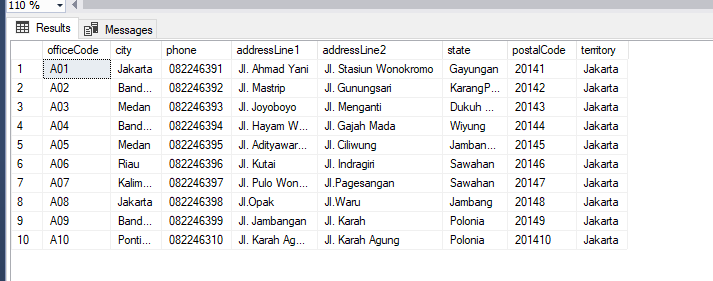 110 %
Results Messages
officeCode city phone addressLine1 addressLine2 state postalCode territory
1 A01 Jakarta 082246391 Jl. Ahmad Yani Jl. Stasiun Wonokromo Gayungan 20141 Jakarta
2 A02 Band... 082246392 Jl. Mastrip Jl. Gunungsari KarangP... 20142 Jakarta
3 A03 Medan 082246393 Jl. Joyoboyo Jl. Menganti Dukuh ... 20143 Jakarta
4 A04 Band... 082246394 Jl. Hayam W... Jl. Gajah Mada Wiyung 20144 Jakarta
5 A05 Medan 082246395 Jl. Adityawar... Jl. Ciliwung Jamban... 20145 Jakarta
6 A06 Riau 082246396 Jl. Kutai Jl. Indragiri Sawahan 20146 Jakarta
7 A07 Kalim... 082246397 Jl. Pulo Won... Jl.Pagesangan Sawahan 20147 Jakarta
8 A08 Jakarta 082246398 Jl.Opak Jl.Waru Jambang 20148 Jakarta
9 A09 Band... 082246399 Jl. Jambangan Jl. Karah Polonia 20149 Jakarta
10 A10 Ponti... 082246310 Jl. Karah Ag... Jl. Karah Agung Polonia 201410 Jakarta